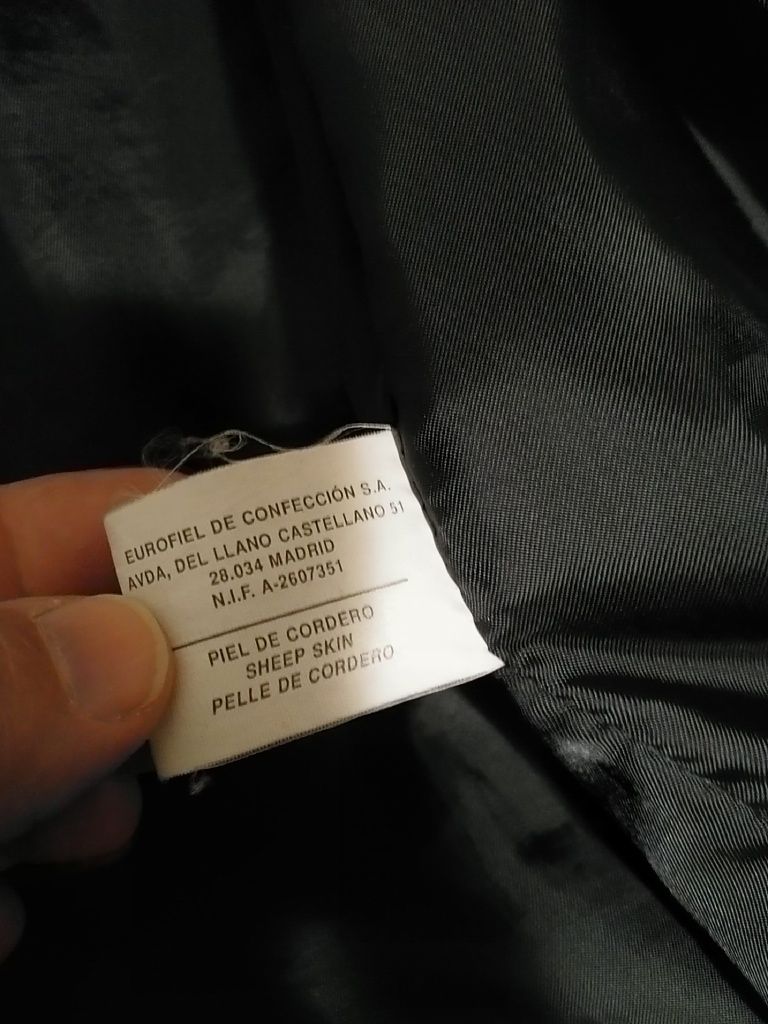 EUROFIEL DE CONFECCIÓN S.A.
AVDA, DEL LLANO CASTELLANO 51
28.034 MADRID
N.I.F. A-2607351
PIEL DE CORDERO
SHEEP SKIN
PELLE DE CORDERO